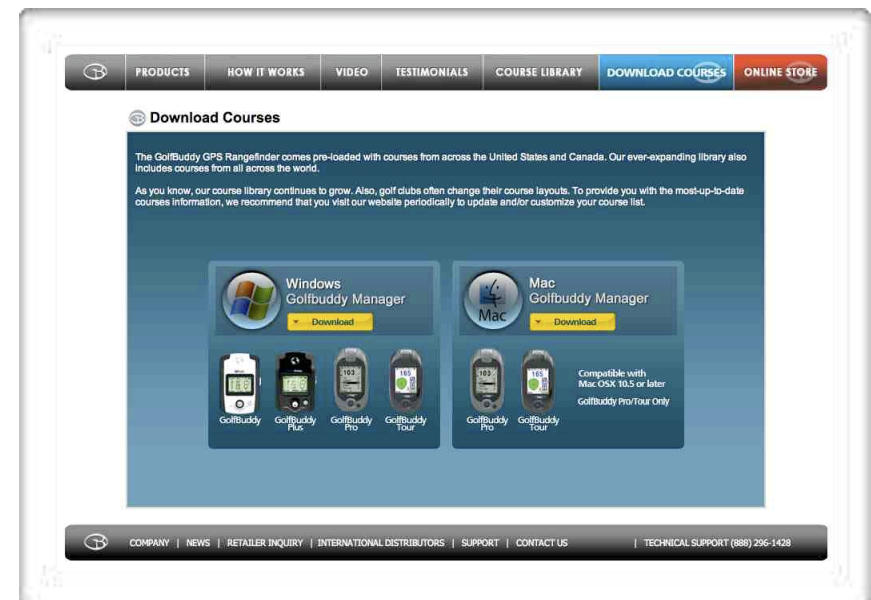 PRODUCTS HOW IT WORKS VIDEO TESTIMONIALS COURSE LIBRARY DOWNLOAD COURSES ONLINE STORE
Download Courses
The GolfBuddy GPS Rangefinder comes pre-loaded with courses from across the United States and Canada. Our ever-expanding library also
includes courses from all across the world.
As you know, our course library continues to grow. Also, golf clubs often change their course layouts. To provide you with the most-up-to-date
courses information, we recommend that you visit our website periodically to update and/or customize your course list.
Windows
Golfbuddy Manager
Download
GolfBuddy
GolfBuddy
Plus
103
GolfBuddy
Pro
165
GolfBuddy
Tour
Mac
Mac
Golfbuddy Manager
Download
103
GolfBuddy
Pro
165
GolfBuddy
Tour
Compatible with
Mac OSX 10.5 or later
GolfBuddy Pro/Tour Only
COMPANY | NEWS | RETAILER INQUIRY | INTERNATIONAL DISTRIBUTORS | SUPPORT | CONTACT US | TECHNICAL SUPPORT (888) 296-1428